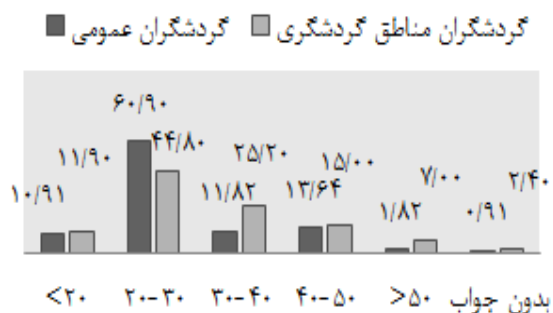 گردشگران عمومی گردشگران مناطق گردشگری
۶۰/۹۰
۴۴/۸۰
۱۱/۹۰ ۲۵/۲۰ ۱۵/۰۰
۱۰/۹۱ ۱۱/۸۲ ۱۳/۶۴ ۷/۰۰ ۲/۴۰
۱/۸۲ ۰/۹۱
<۲۰ ۲۰-۳۰ ۳۰-۴۰ ۴۰-۵۰ >۵۰ بدون جواب